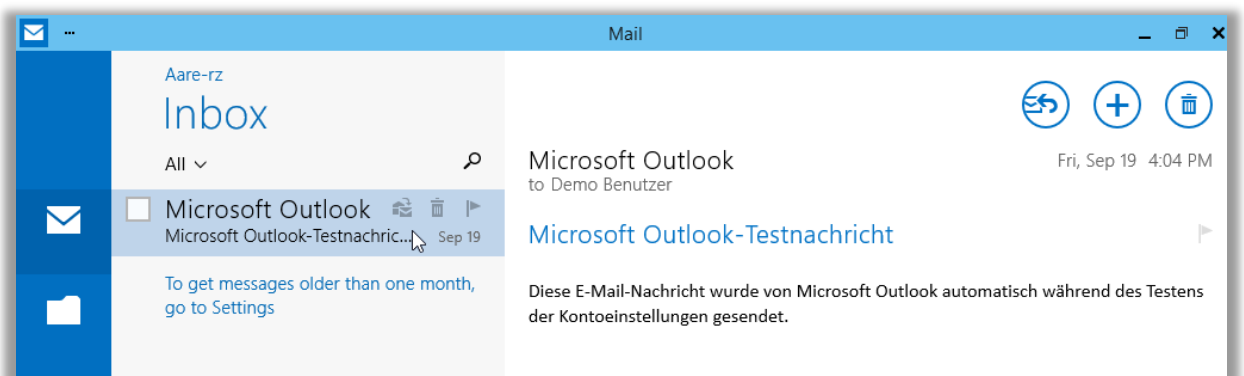 Mail
Aare-rz
Inbox
All
Microsoft Outlook
Microsoft Outlook-Testnachric...
Sep 19
To get messages older than one month,
go to Settings
Microsoft Outlook
Fri, Sep 19 4:04 PM
to Demo Benutzer
Microsoft Outlook-Testnachricht
Diese E-Mail-Nachricht wurde von Microsoft Outlook automatisch während des Testens
der Kontoeinstellungen gesendet.